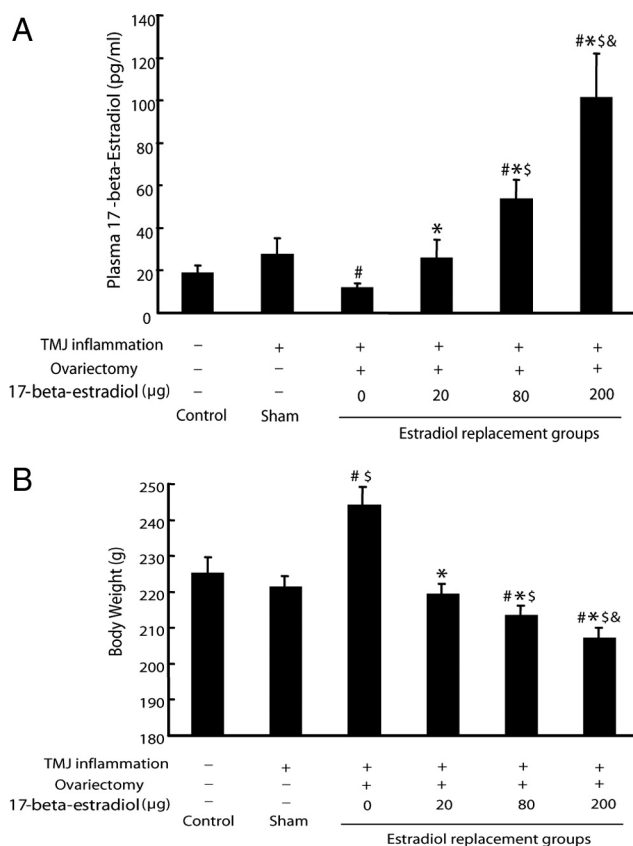 A
Plasma 17 -beta-Estradiol (pg/ml)
140
120
100
80
60
40
20
0
#
*
#*$
#*$&
TMJ inflammation − + + + + +
Ovariectomy − − + + + +
17-beta-estradiol (µg) − − 0 20 80 200
Control Sham
Estradiol replacement groups
B
Body Weight (g)
250
240
230
220
210
200
190
180
# $
*
#*$
#*$&
TMJ inflammation − + + + + +
Ovariectomy − − + + + +
17-beta-estradiol (µg) − − 0 20 80 200
Control Sham
Estradiol replacement groups